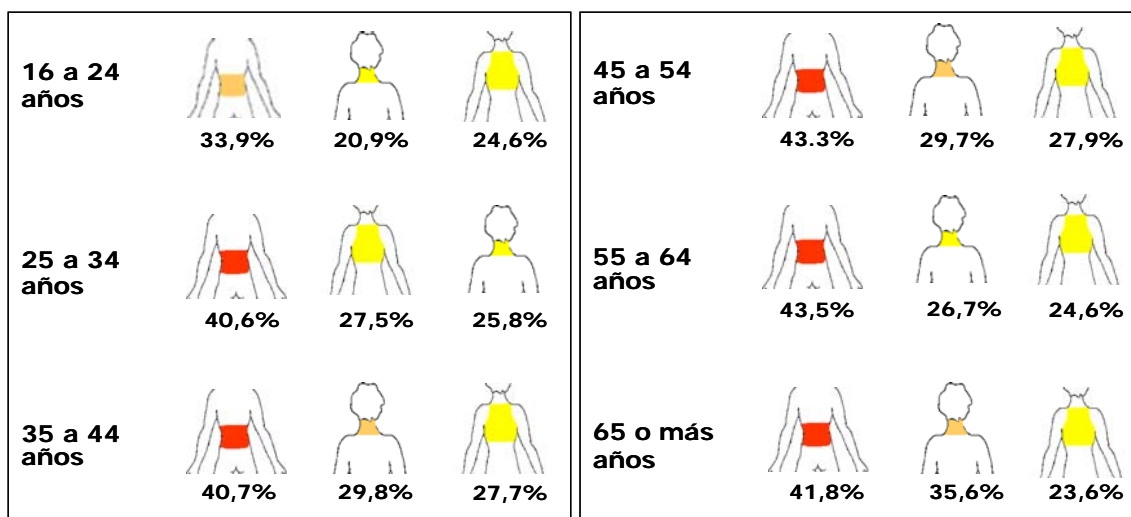 16 a 24
años
33,9% 20,9% 24,6%
25 a 34
años
40,6% 27,5% 25,8%
35 a 44
años
40,7% 29,8% 27,7%
45 a 54
años
43.3% 29,7% 27,9%
55 a 64
años
43,5% 26,7% 24,6%
65 o más
años
41,8% 35,6% 23,6%